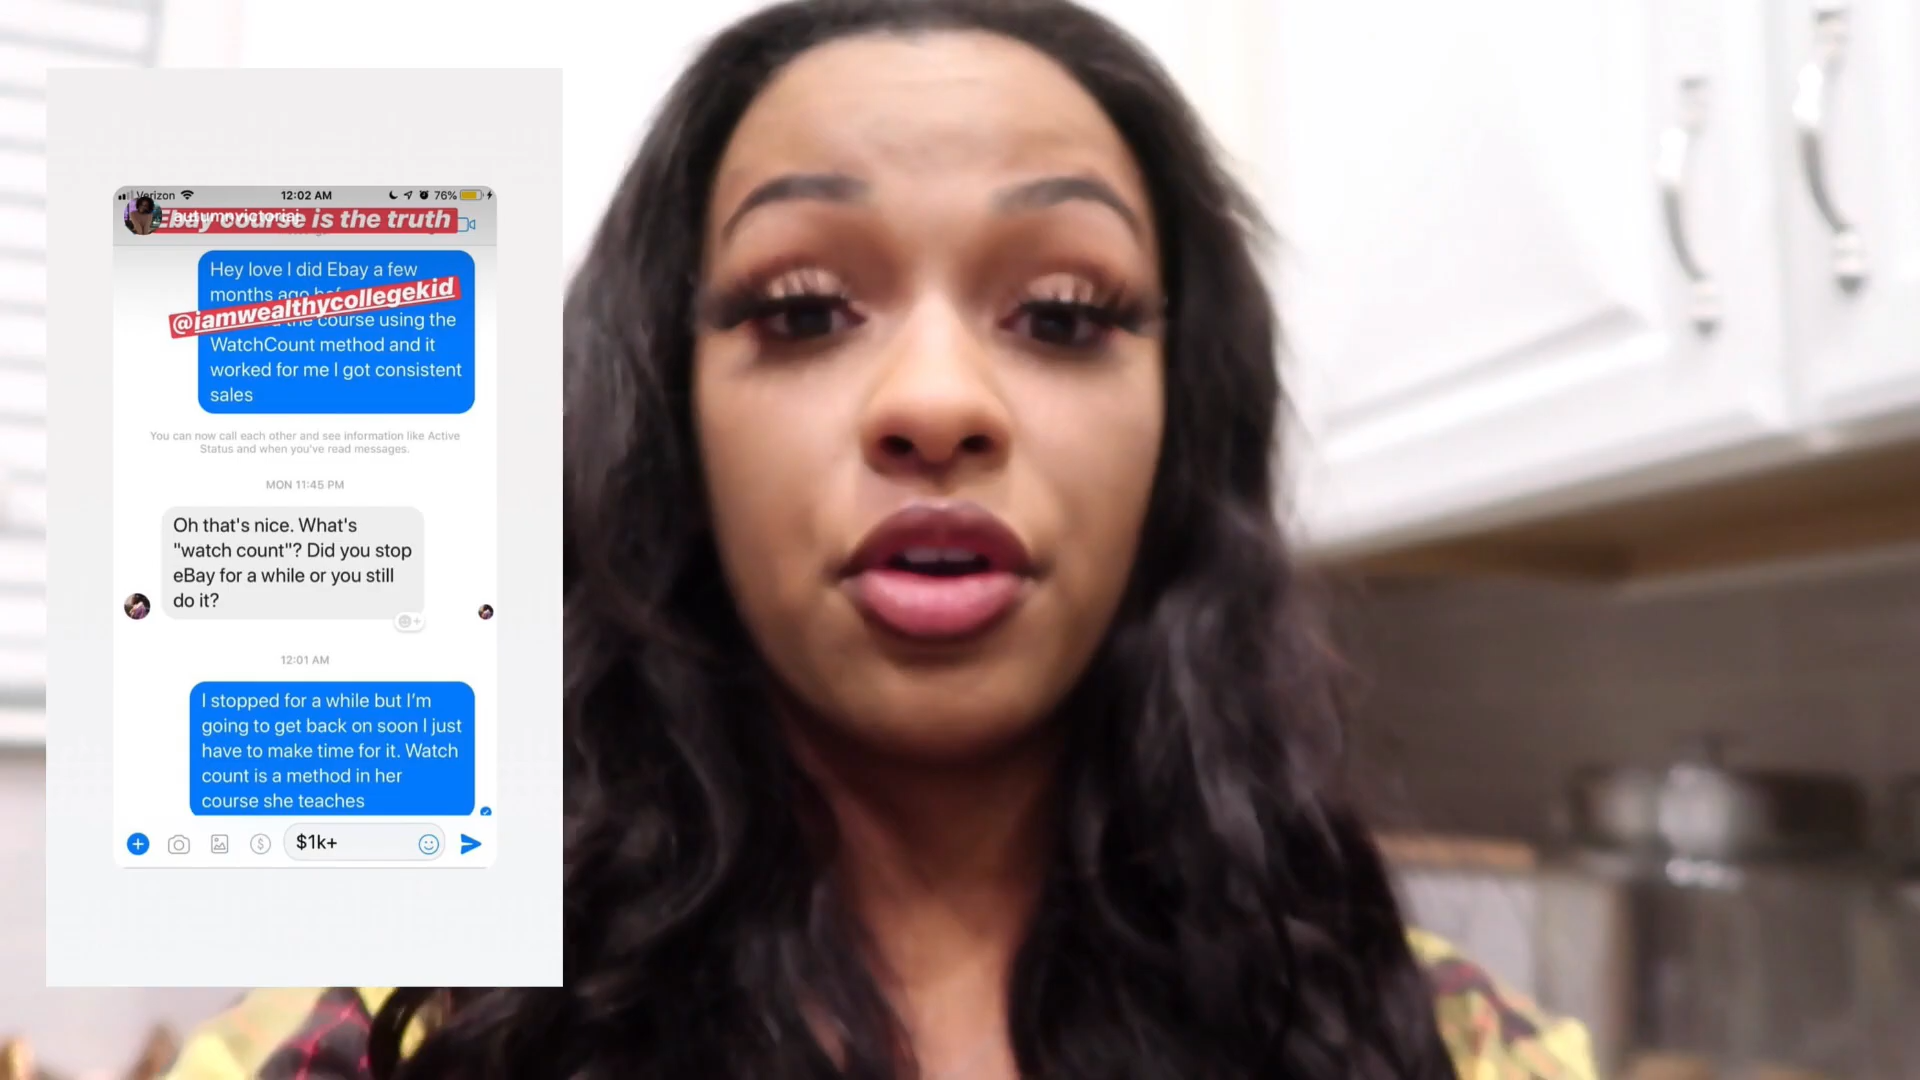 Verizon 12:02 AM 76%
autumnvictoriaj
Ebay course is the truth
Hey love I did Ebay a few
months ago
@iamwealthycollegekid
the course using the
WatchCount method and it
worked for me I got consistent
sales
You can now call each other and see information like Active
Status and when you've read messages.
MON 11:45 PM
Oh that's nice. What's
"watch count"? Did you stop
eBay for a while or you still
do it?
12:01 AM
I stopped for a while but I'm
going to get back on soon I just
have to make time for it. Watch
count is a method in her
course she teaches
$1k+